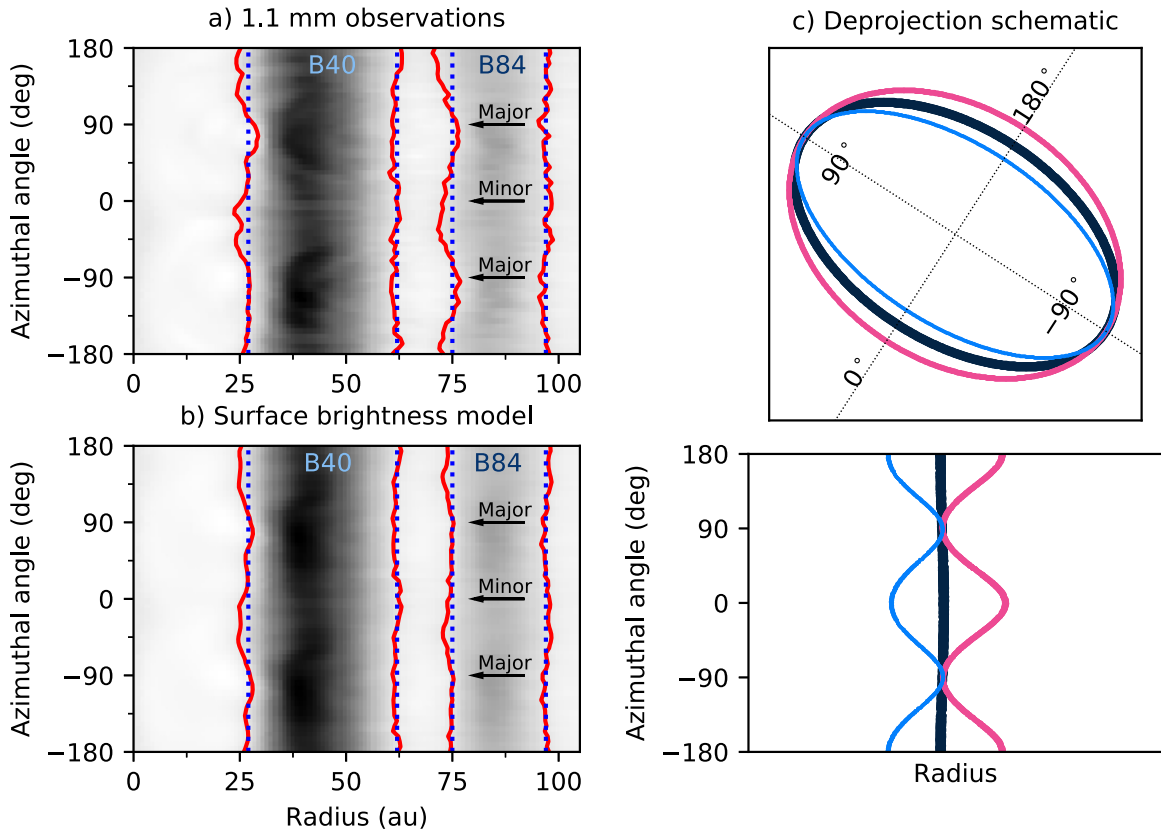 a) 1.1 mm observations
180
90
0
−90
−180
Azimuthal angle (deg)
B40
B84
Major
Minor
Major
0
25
50
75
100
b) Surface brightness model
180
90
0
−90
−180
Azimuthal angle (deg)
B40
B84
Major
Minor
Major
0
25
50
75
100
Radius (au)
c) Deprojection schematic
180°
90°
−90°
0°
180
90
0
−90
−180
Azimuthal angle (deg)
Radius